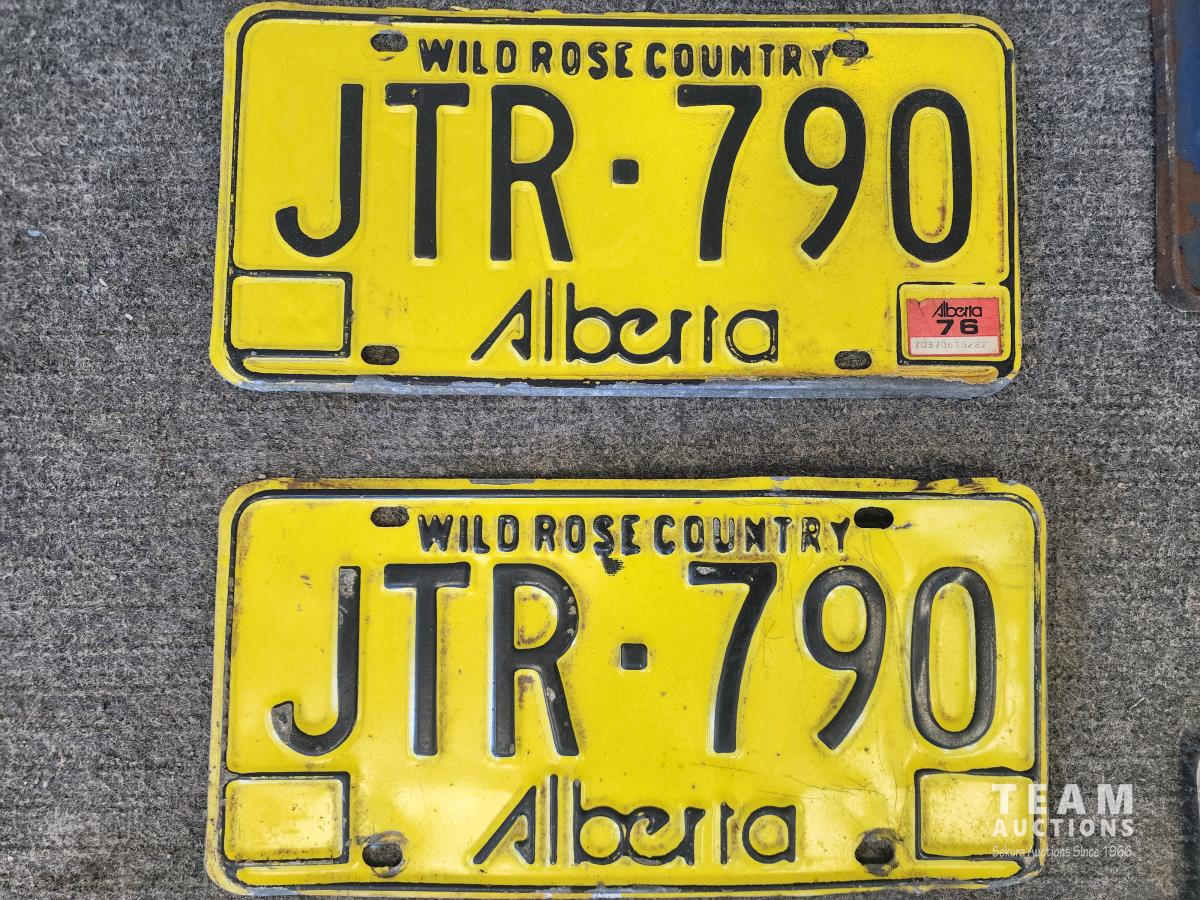 WILD ROSE COUNTRY
JTR·790
Alberta
Alberta
76
WILD ROSE COUNTRY
JTR·790
Alberta
TEAM
AUCTIONS
Sekura Auctions Since 1966